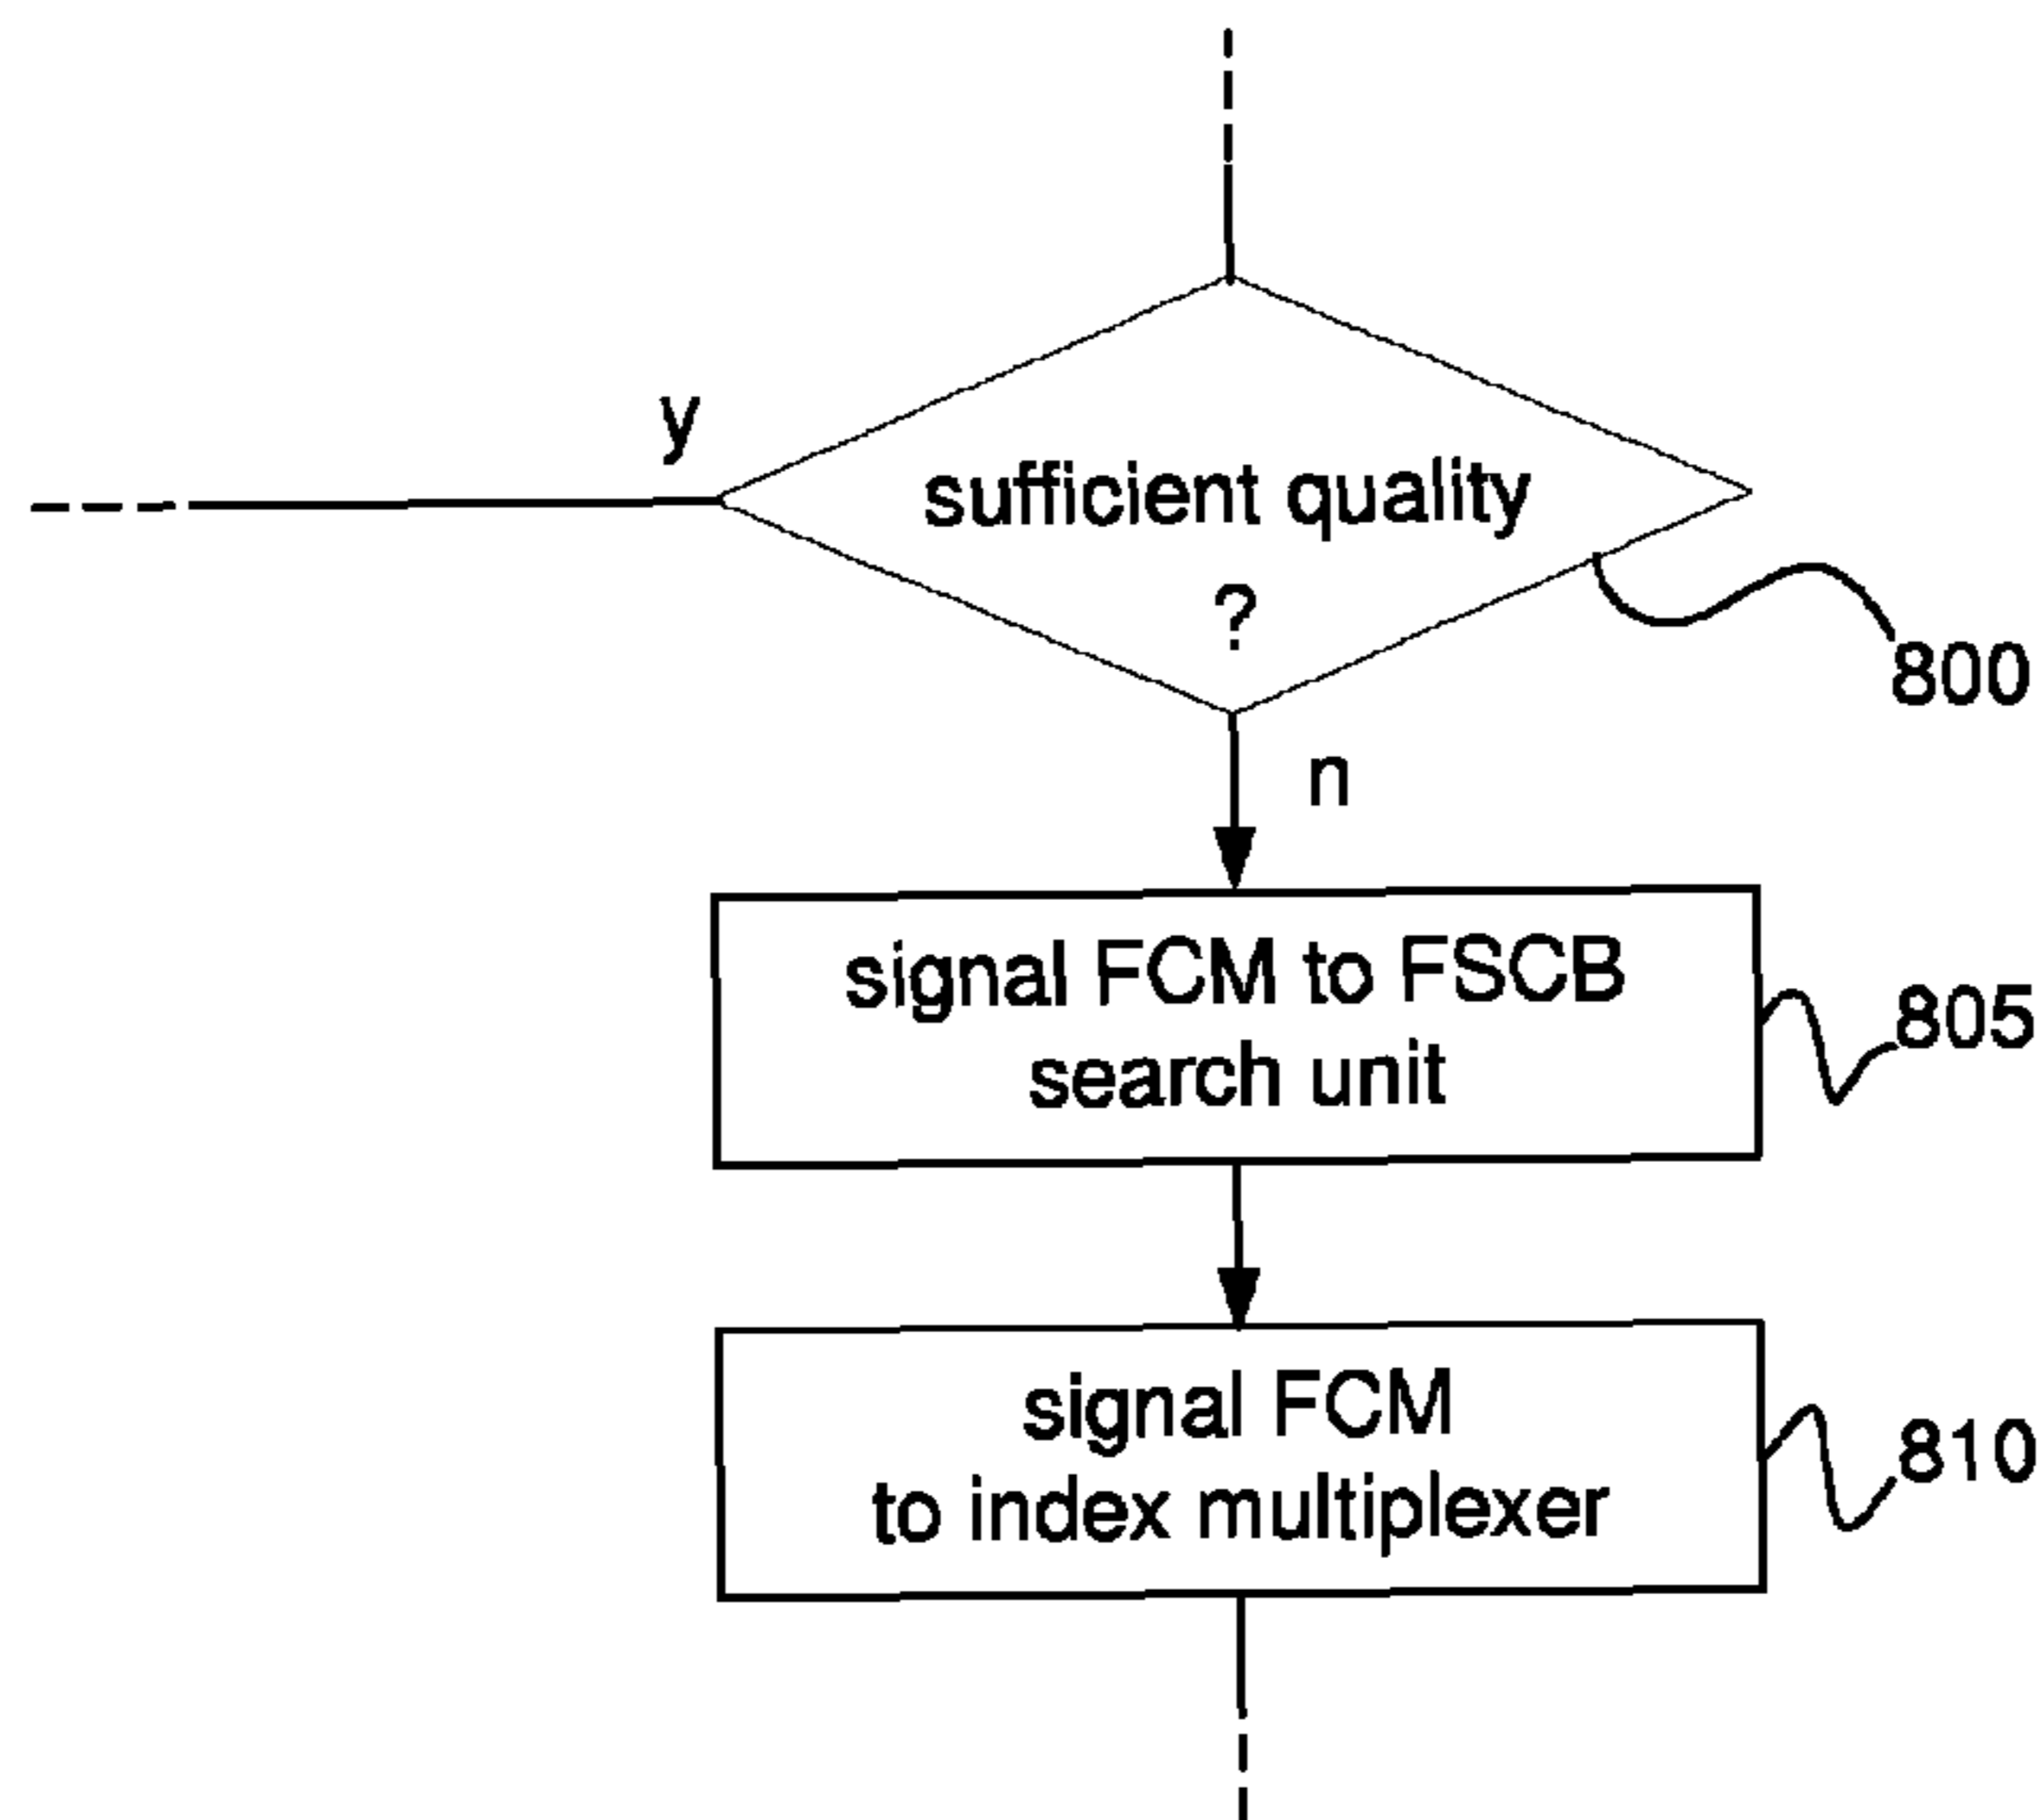 y
sufficient quality
?
800
n
signal FCM to FSCB
search unit
805
signal FCM
to index multiplexer
810